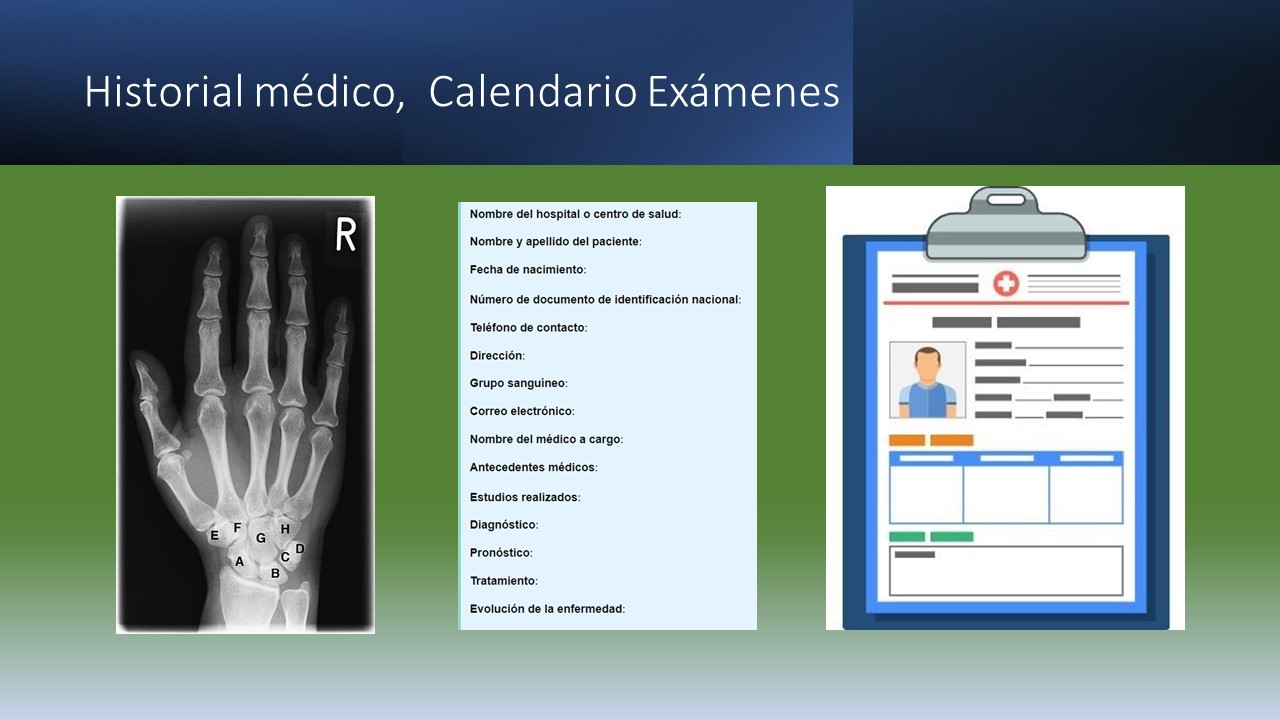 Historial médico,  Calendario Exámenes
R
E
F
G
H
D
C
A
B
Nombre del hospital o centro de salud:
Nombre y apellido del paciente:
Fecha de nacimiento:
Número de documento de identificación nacional:
Teléfono de contacto:
Dirección:
Grupo sanguíneo:
Correo electrónico:
Nombre del médico a cargo:
Antecedentes médicos:
Estudios realizados:
Diagnóstico:
Pronóstico:
Tratamiento:
Evolución de la enfermedad: